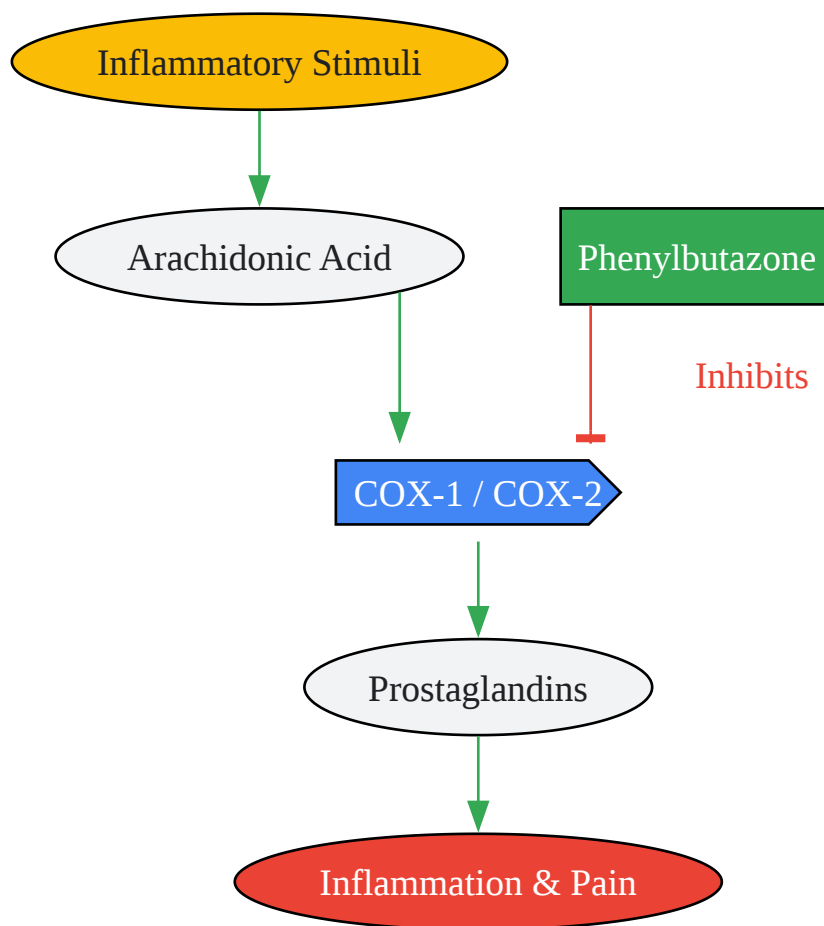 Inflammatory Stimuli
Arachidonic Acid
Phenylbutazone
Inhibits
COX-1 / COX-2
Prostaglandins
Inflammation & Pain